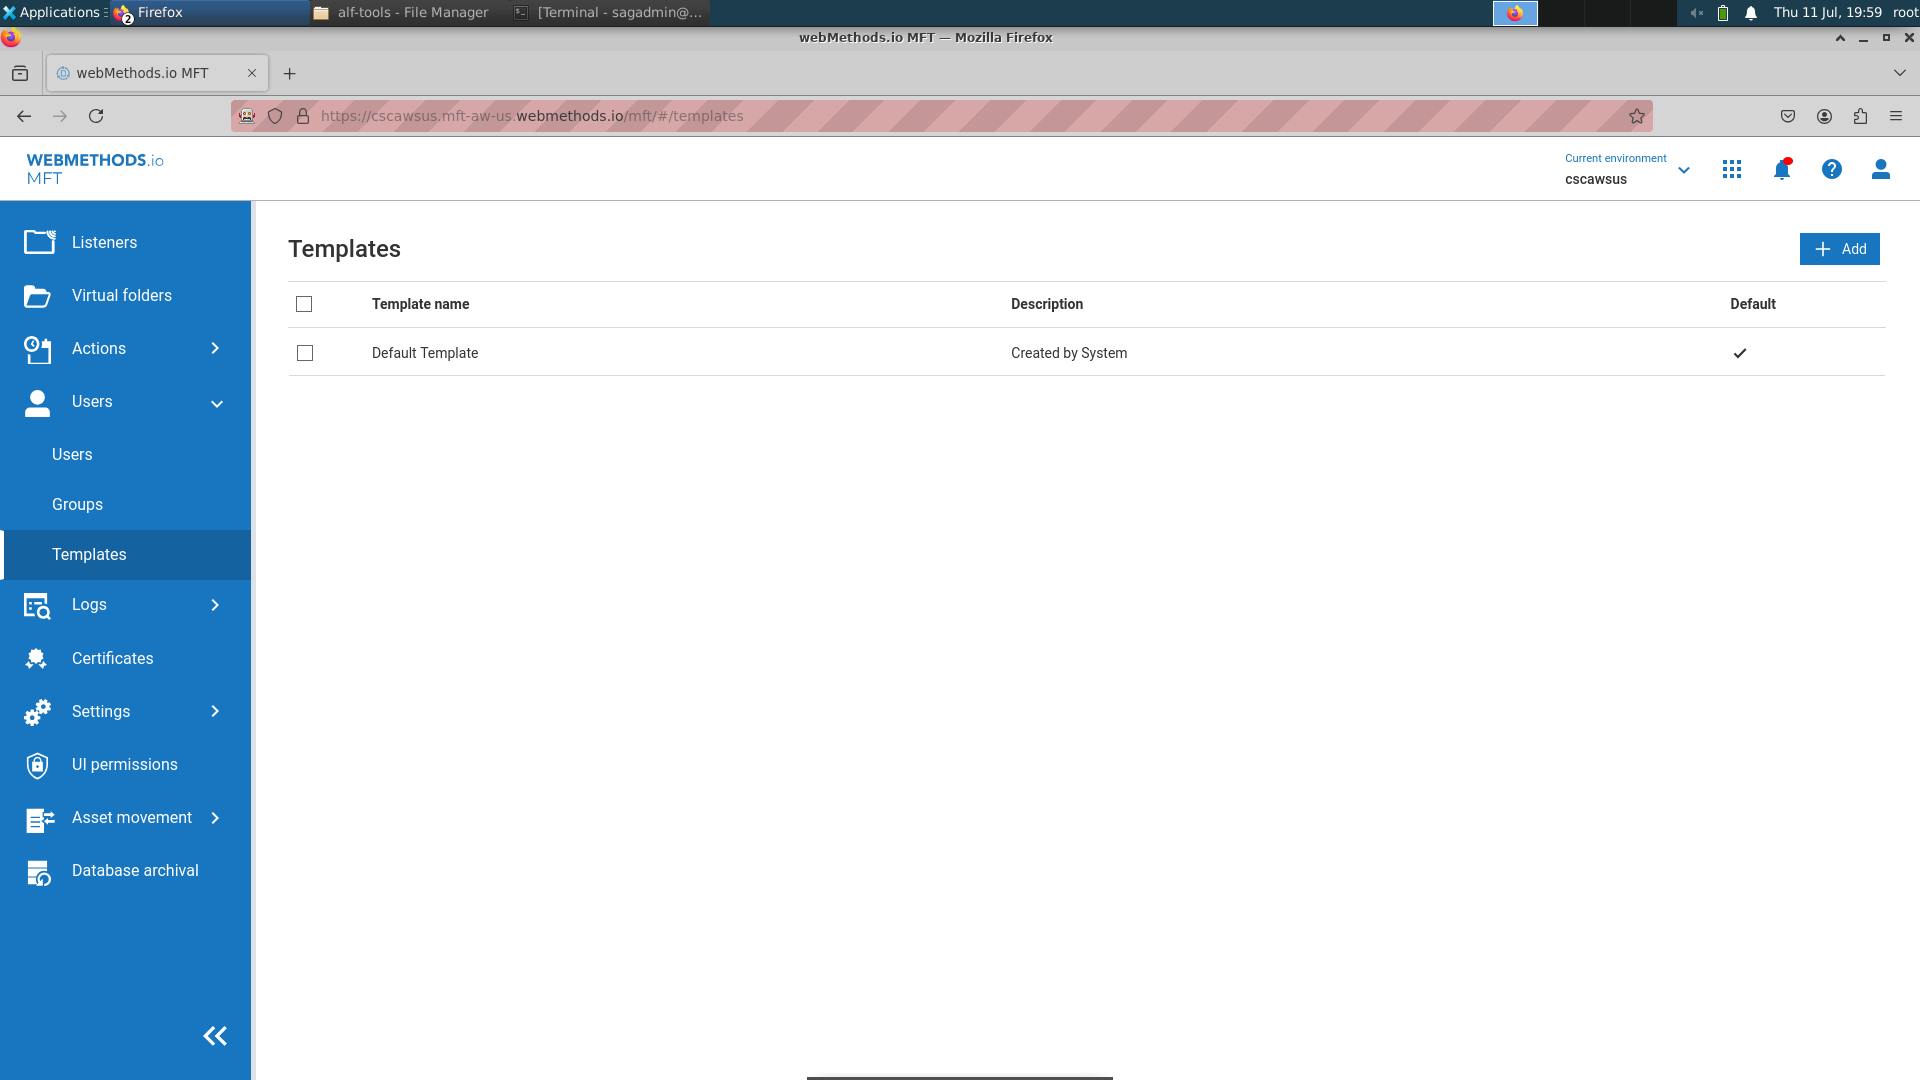 Applications
2
Firefox
alf-tools - File Manager
[Terminal - sagadmin@...
Thu 11 Jul, 19:59
root
webMethods.io MFT — Mozilla Firefox
webMethods.io MFT
https://cscawsus.mft-aw-us.webmethods.io/mft/#/templates
WEBMETHODS.io
MFT
Current environment
cscawsus
Listeners
Virtual folders
Actions
Users
Users
Groups
Templates
Logs
Certificates
Settings
UI permissions
Asset movement
Database archival
Templates
Add
Template name Description Default
Default Template Created by System